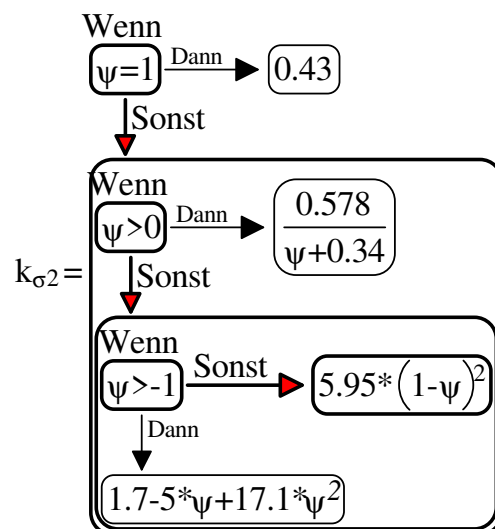 Wenn
ψ=1 Dann 0.43
Sonst
Wenn
ψ>0 Dann 0.578
ψ+0.34
kσ2=
Sonst
Wenn
ψ>-1 Sonst 5.95*(1-ψ)²
Dann
1.7-5*ψ+17.1*ψ²